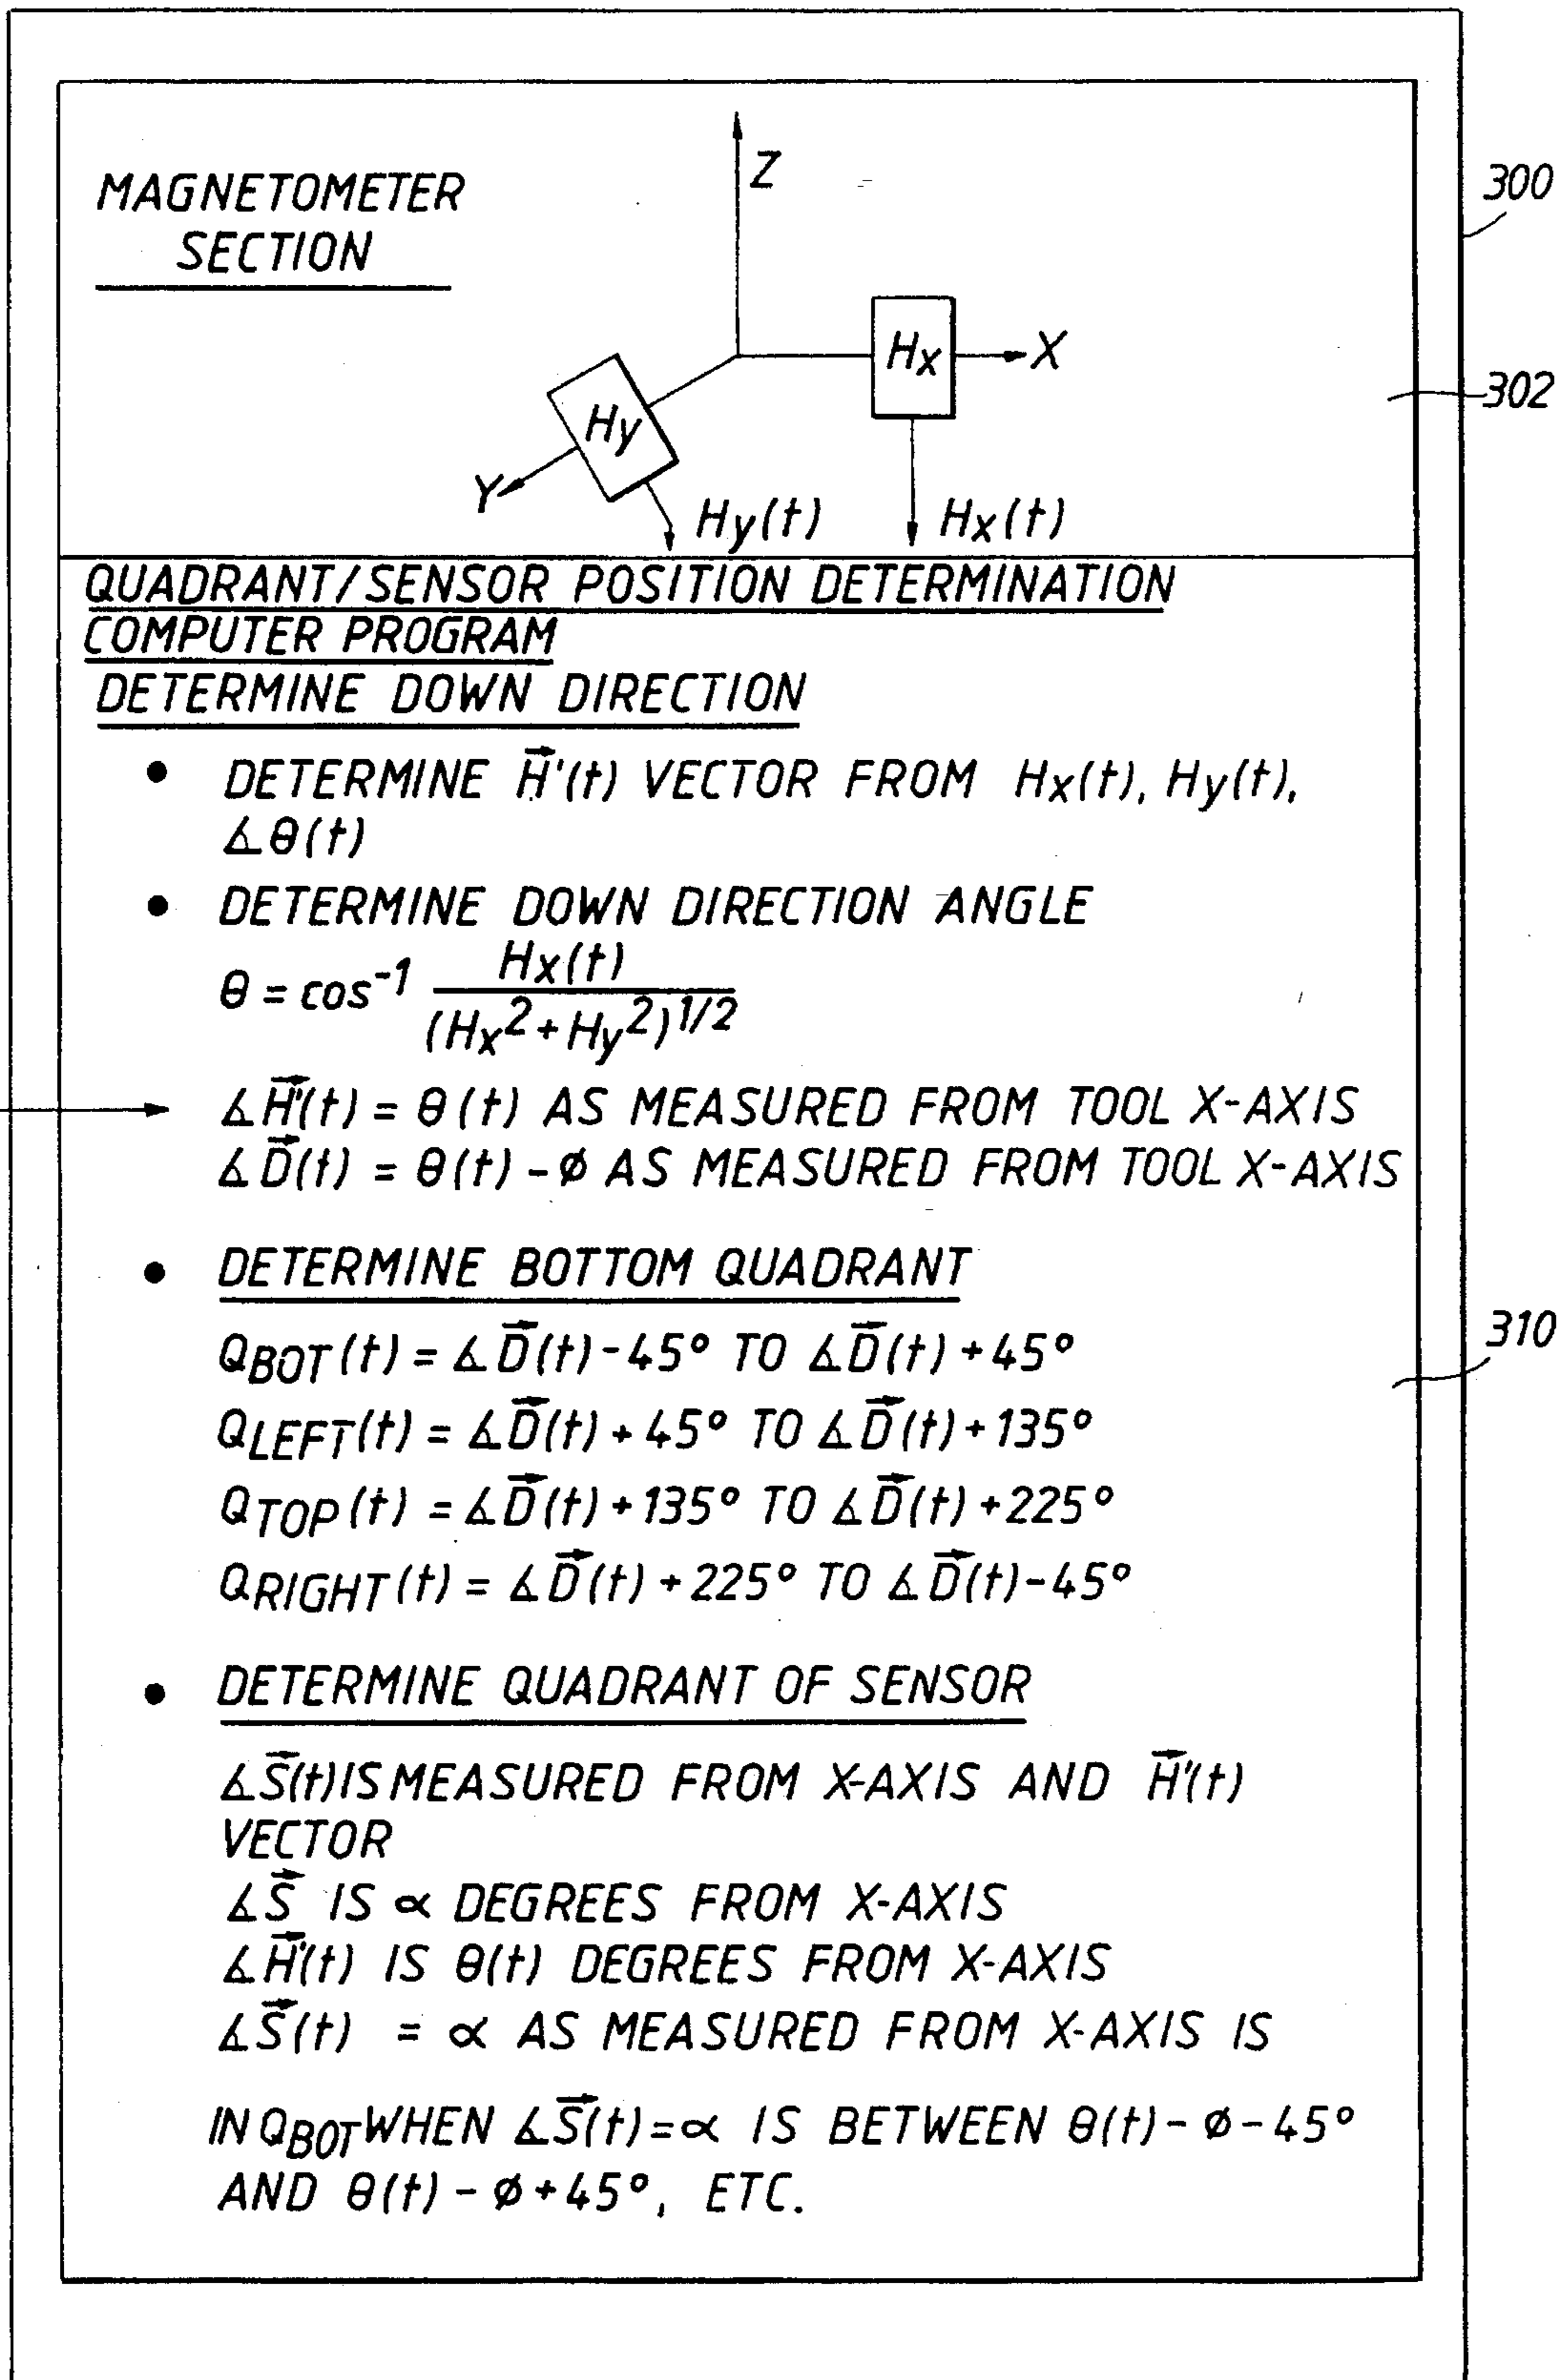 MAGNETOMETER
SECTION
Z
300
Hx
X
302
Hy
Y
Hy(t)
Hx(t)
QUADRANT/SENSOR POSITION DETERMINATION
COMPUTER PROGRAM
DETERMINE DOWN DIRECTION
• DETERMINE H⃗'(t) VECTOR FROM Hx(t), Hy(t),
∡θ(t)
• DETERMINE DOWN DIRECTION ANGLE
θ = cos⁻¹ Hx(t)
(Hx² + Hy²)1/2
∡H⃗'(t) = θ(t) AS MEASURED FROM TOOL X-AXIS
∡D⃗(t) = θ(t) - ø AS MEASURED FROM TOOL X-AXIS
• DETERMINE BOTTOM QUADRANT
310
QBOT(t) = ∡D⃗(t) - 45° TO ∡D⃗(t) + 45°
QLEFT(t) = ∡D⃗(t) + 45° TO ∡D⃗(t) + 135°
QTOP(t) = ∡D⃗(t) + 135° TO ∡D⃗(t) + 225°
QRIGHT(t) = ∡D⃗(t) + 225° TO ∡D⃗(t) - 45°
• DETERMINE QUADRANT OF SENSOR
∡S⃗(t) IS MEASURED FROM X-AXIS AND H⃗'(t)
VECTOR
∡S⃗ IS ∝ DEGREES FROM X-AXIS
∡H⃗'(t) IS θ(t) DEGREES FROM X-AXIS
∡S⃗(t) = ∝ AS MEASURED FROM X-AXIS IS
IN QBOT WHEN ∡S⃗(t) = ∝ IS BETWEEN θ(t) - ø - 45°
AND θ(t) - ø + 45°, ETC.